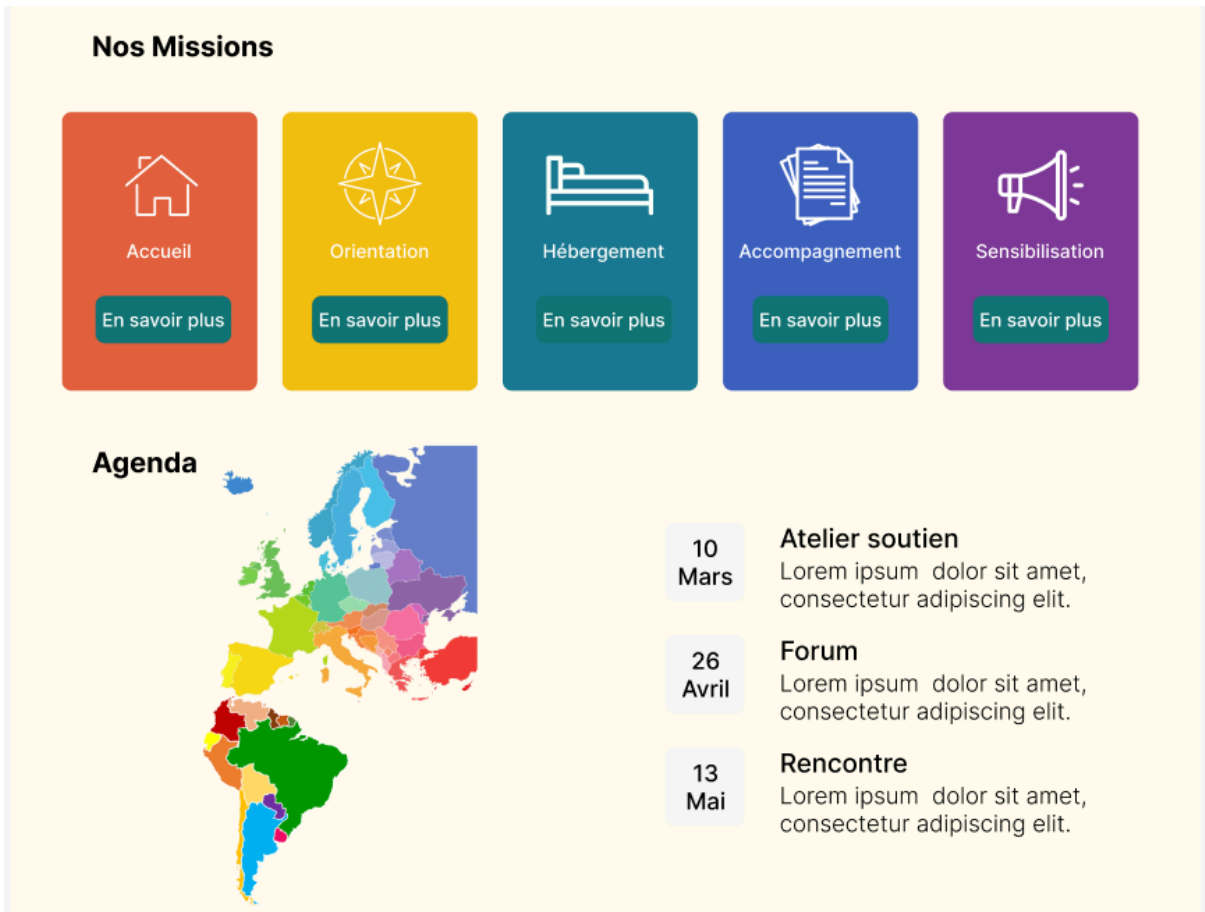 Nos Missions
Accueil
En savoir plus
Orientation
En savoir plus
Hébergement
En savoir plus
Accompagnement
En savoir plus
Sensibilisation
En savoir plus
Agenda
10
Mars
Atelier soutien
Lorem ipsum  dolor sit amet,
consectetur adipiscing elit.
26
Avril
Forum
Lorem ipsum  dolor sit amet,
consectetur adipiscing elit.
13
Mai
Rencontre
Lorem ipsum  dolor sit amet,
consectetur adipiscing elit.